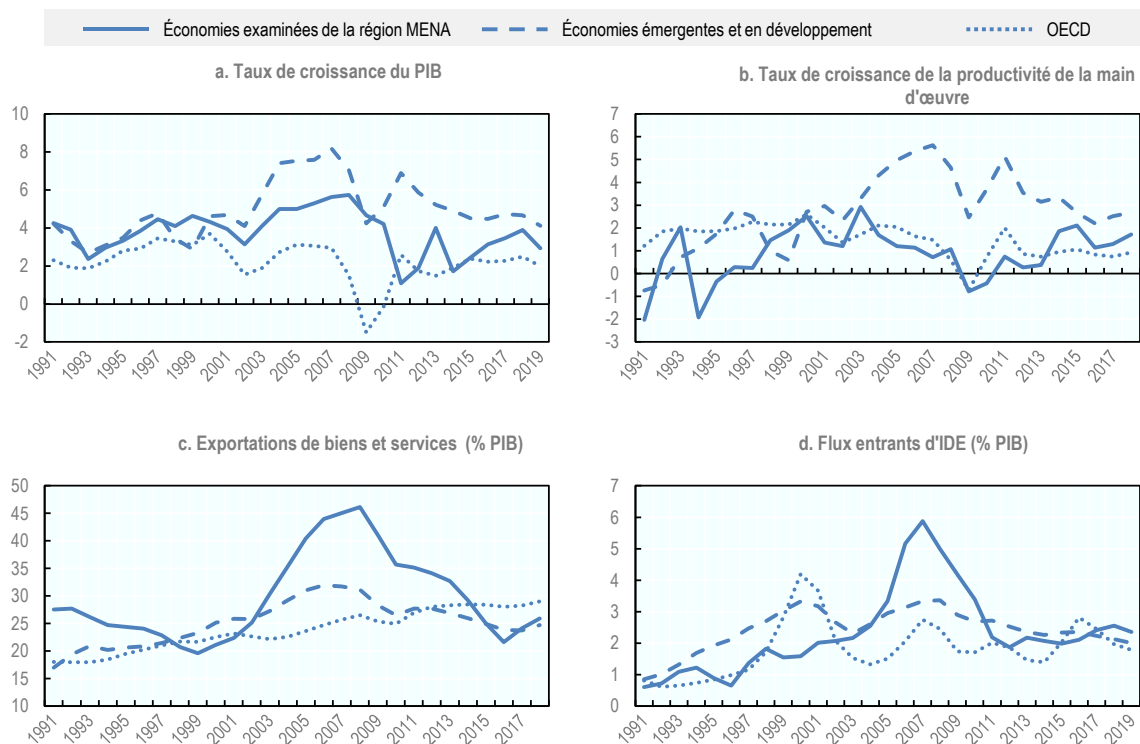 Économies examinées de la région MENA
Économies émergentes et en développement
OECD
a. Taux de croissance du PIB
10
8
6
4
2
0
-2
1991 1993 1995 1997 1999 2001 2003 2005 2007 2009 2011 2013 2015 2017 2019
b. Taux de croissance de la productivité de la main
d'œuvre
7
6
5
4
3
2
1
0
-1
-2
-3
1991 1993 1995 1997 1999 2001 2003 2005 2007 2009 2011 2013 2015 2017
c. Exportations de biens et services (% PIB)
50
45
40
35
30
25
20
15
10
1991 1993 1995 1997 1999 2001 2003 2005 2007 2009 2011 2013 2015 2017
d. Flux entrants d'IDE (% PIB)
7
6
5
4
3
2
1
0
1991 1993 1995 1997 1999 2001 2003 2005 2007 2009 2011 2013 2015 2017 2019